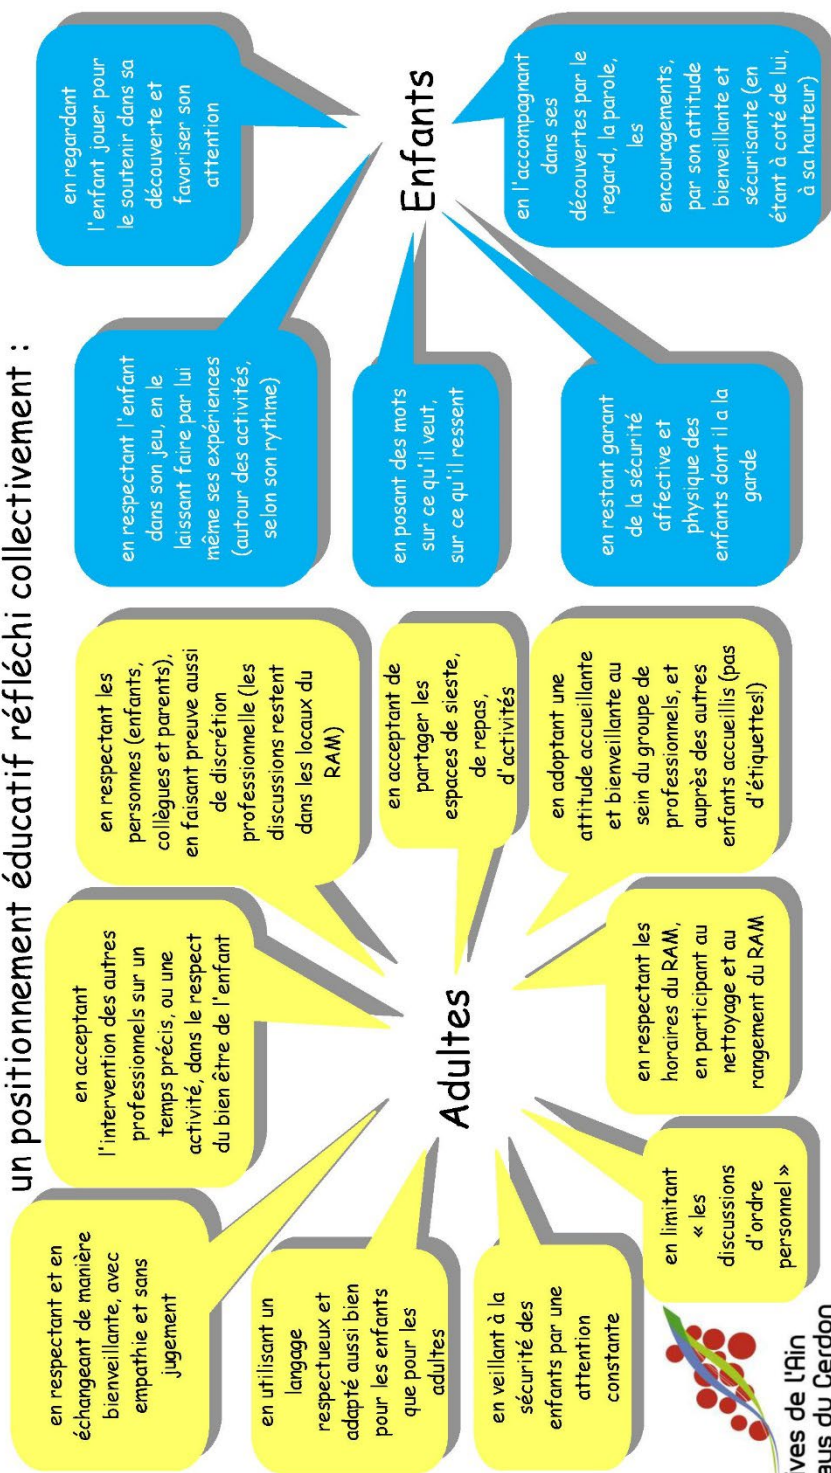 un positionnement éducatif réfléchi collectivement :
en respectant et en
échangeant de manière
bienveillante, avec
empathie et sans
jugement
en acceptant
l'intervention des autres
professionnels sur un
temps précis, ou une
activité, dans le respect
du bien être de l'enfant
en respectant les
personnes (enfants,
collègues et parents),
en faisant preuve aussi
de discrétion
professionnelle (les
discussions restent
dans les locaux du
RAM)
en utilisant un
langage
respectueux et
adapté aussi bien
pour les enfants
que pour les
adultes
Adultes
en acceptant de
partager les
espaces de sieste,
de repas,
d'activités
en veillant à la
sécurité des
enfants par une
attention
constante
en limitant
« les
discussions
d'ordre
personnel »
en respectant les
horaires du RAM,
en participant au
nettoyage et au
rangement du RAM
en adoptant une
attitude accueillante
et bienveillante au
sein du groupe de
professionnels, et
auprès des autres
enfants accueillis (pas
d'étiquettes!)
en respectant l'enfant
dans son jeu, en le
laissant faire par lui
même ses expériences
(autour des activités,
selon son rythme)
en regardant
l'enfant jouer pour
le soutenir dans sa
découverte et
favoriser son
attention
en posant des mots
sur ce qu'il veut,
sur ce qu'il ressent
Enfants
en restant garant
de la sécurité
affective et
physique des
enfants dont il a la
garde
en l'accompagnant
dans ses
découvertes par le
regard, la parole,
les
encouragements,
par son attitude
bienveillante et
sécurisante (en
étant à coté de lui,
à sa hauteur)
ives de l'Ain
du Cerdon